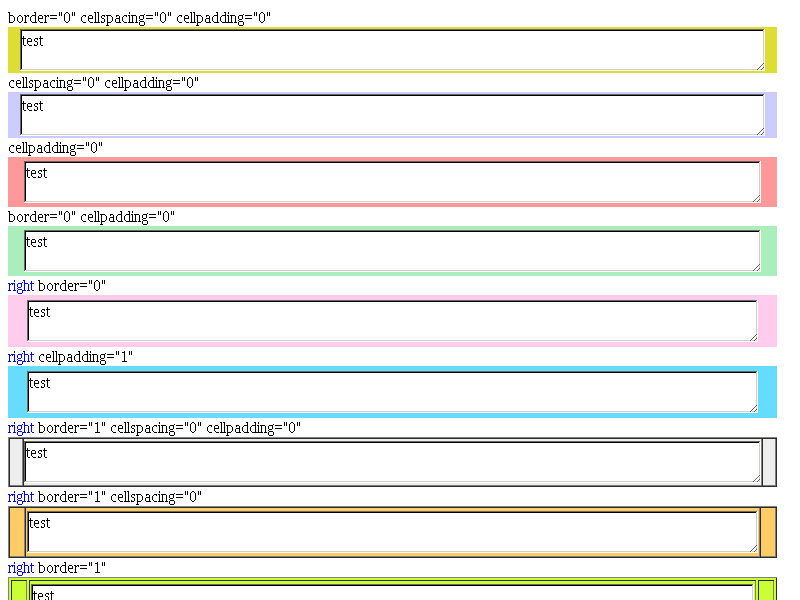 border="0" cellspacing="0" cellpadding="0"
test
cellspacing="0" cellpadding="0"
test
cellpadding="0"
test
border="0" cellpadding="0"
test
right border="0"
test
right cellpadding="1"
test
right border="1" cellspacing="0" cellpadding="0"
test
right border="1" cellspacing="0"
test
right border="1"
test